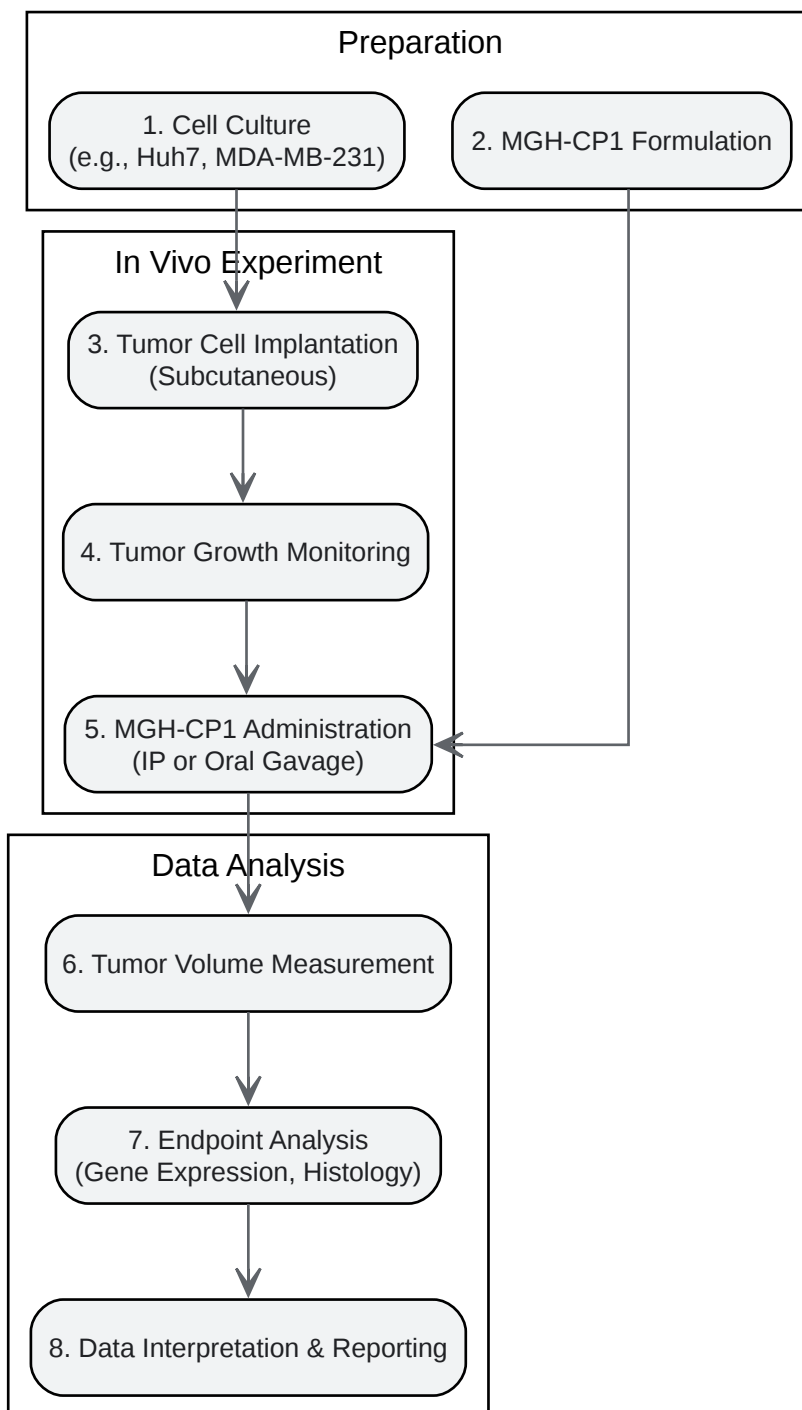 Preparation
1. Cell Culture
(e.g., Huh7, MDA-MB-231)
2. MGH-CP1 Formulation
In Vivo Experiment
3. Tumor Cell Implantation
(Subcutaneous)
4. Tumor Growth Monitoring
5. MGH-CP1 Administration
(IP or Oral Gavage)
Data Analysis
6. Tumor Volume Measurement
7. Endpoint Analysis
(Gene Expression, Histology)
8. Data Interpretation & Reporting